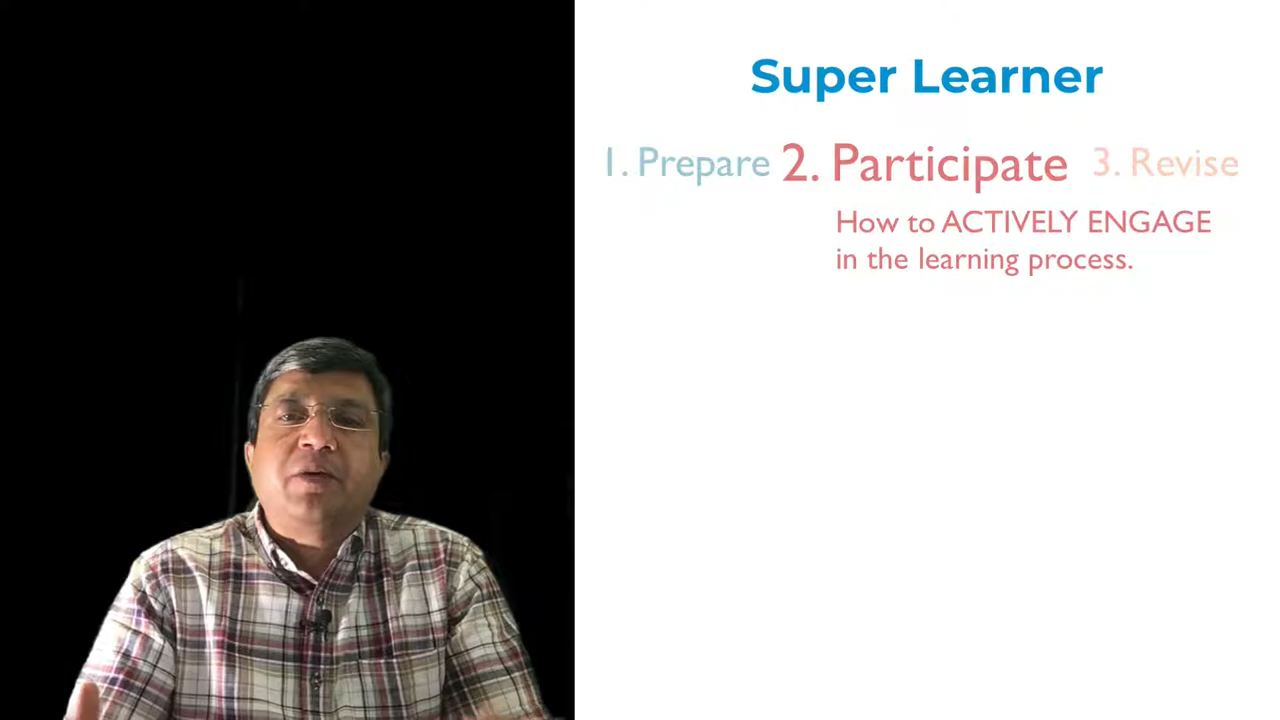 Super Learner
1. Prepare 2. Participate 3. Revise
How to ACTIVELY ENGAGE
in the learning process.